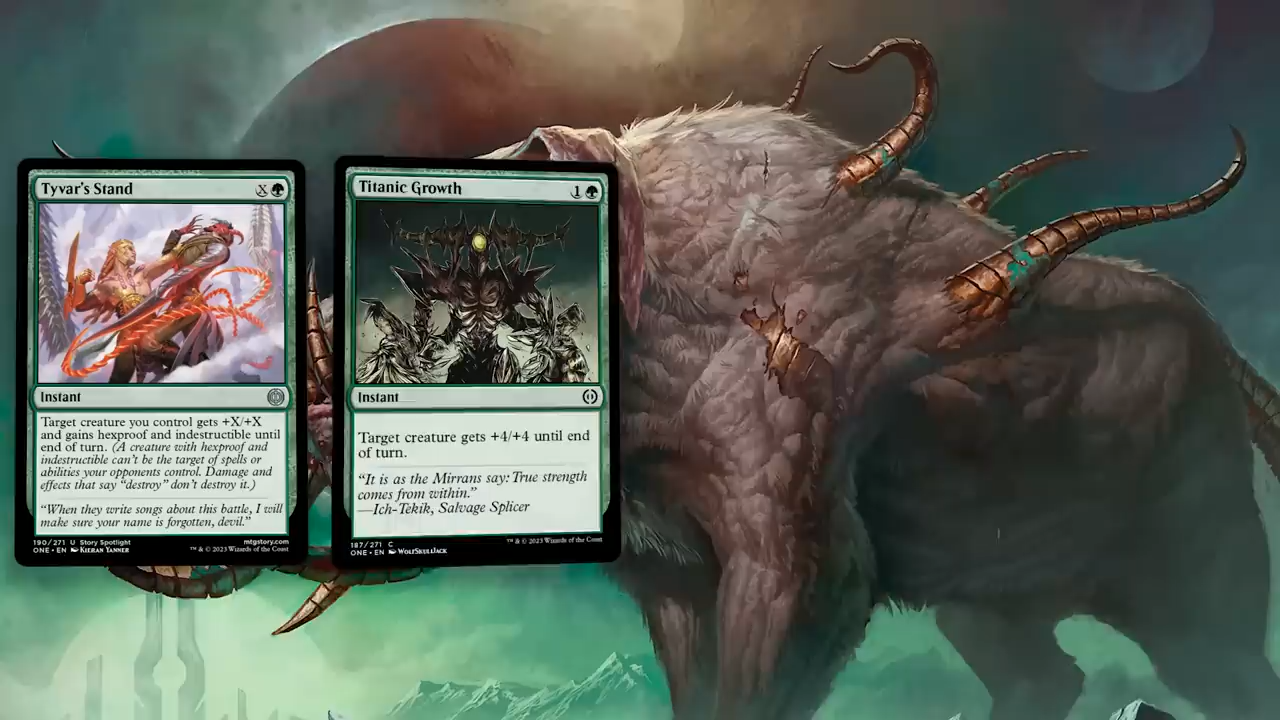 Tyvar's Stand
X
Instant
Target creature you control gets +X/+X
and gains hexproof and indestructible until
end of turn. (A creature with hexproof and
indestructible can't be the target of spells or
abilities your opponents control. Damage and
effects that say "destroy" don't destroy it.)
"When they write songs about this battle, I will
make sure your name is forgotten, devil."
190/271 U Story Spotlight
mtgstory.com
ONE • EN Kieran Yanner
™ & © 2023 Wizards of the Coast
Titanic Growth
1
Instant
Target creature gets +4/+4 until end
of turn.
"It is as the Mirrans say: True strength
comes from within."
—Ich-Tekik, Salvage Splicer
187/271 C
ONE • EN WolfSkullJack
™ & © 2023 Wizards of the Coast